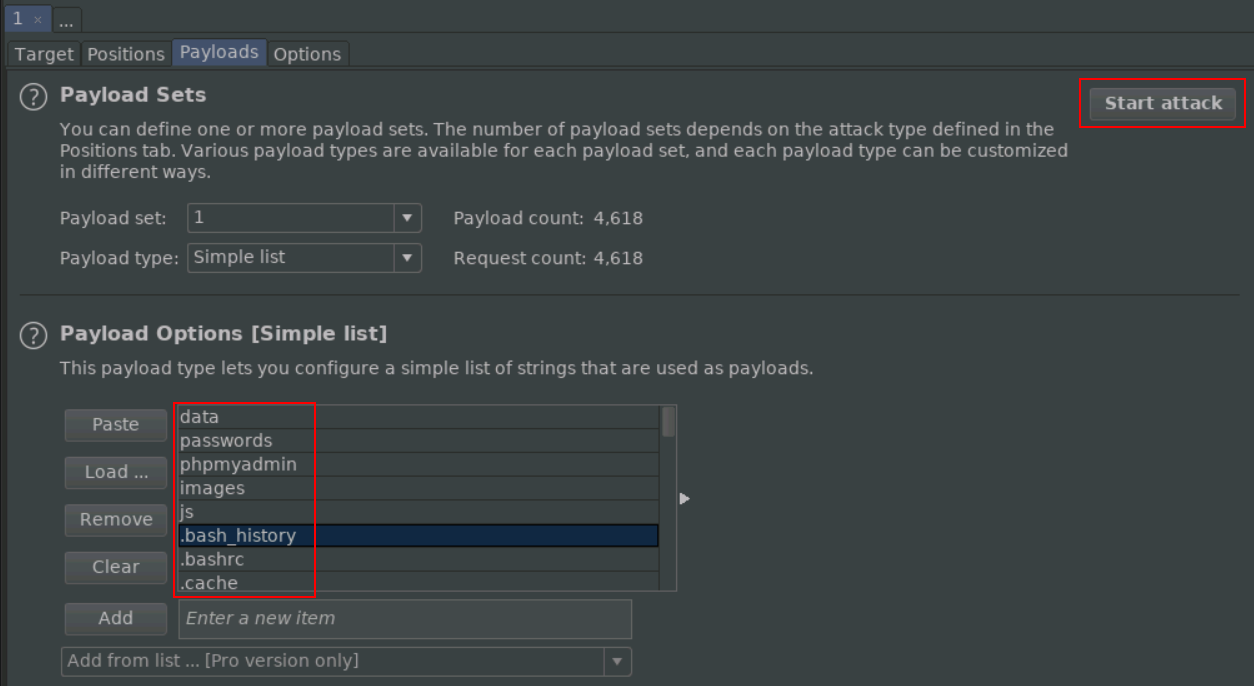 1 × ...
Target Positions Payloads Options
? Payload Sets
Start attack
You can define one or more payload sets. The number of payload sets depends on the attack type defined in the
Positions tab. Various payload types are available for each payload set, and each payload type can be customized
in different ways.
Payload set: 1 Payload count: 4,618
Payload type: Simple list Request count: 4,618
? Payload Options [Simple list]
This payload type lets you configure a simple list of strings that are used as payloads.
Paste
Load ...
Remove
Clear
data
passwords
phpmyadmin
images
js
.bash_history
.bashrc
.cache
Add Enter a new item
Add from list ... [Pro version only]